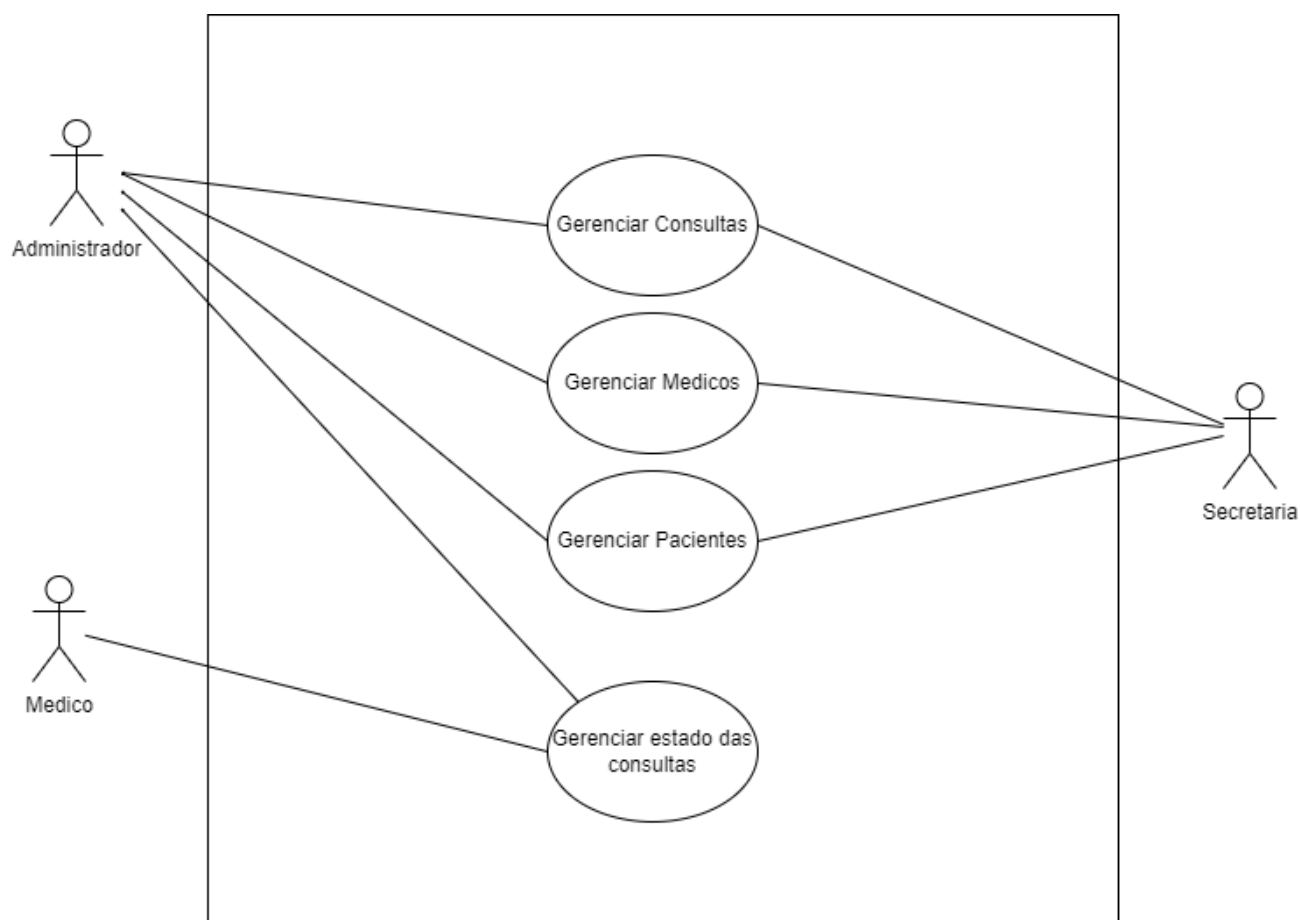 Gerenciar Consultas
Administrador
Gerenciar Medicos
Secretaria
Gerenciar Pacientes
Medico
Gerenciar estado das
consultas